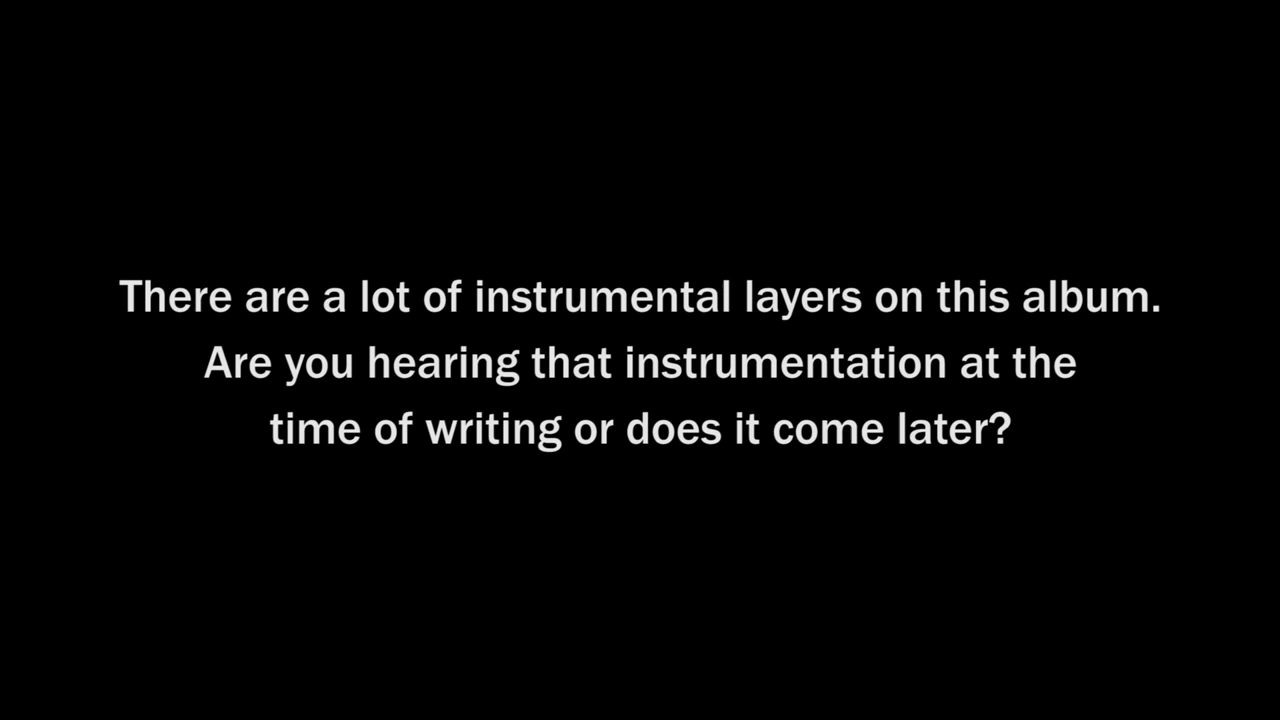 There are a lot of instrumental layers on this album.
Are you hearing that instrumentation at the
time of writing or does it come later?